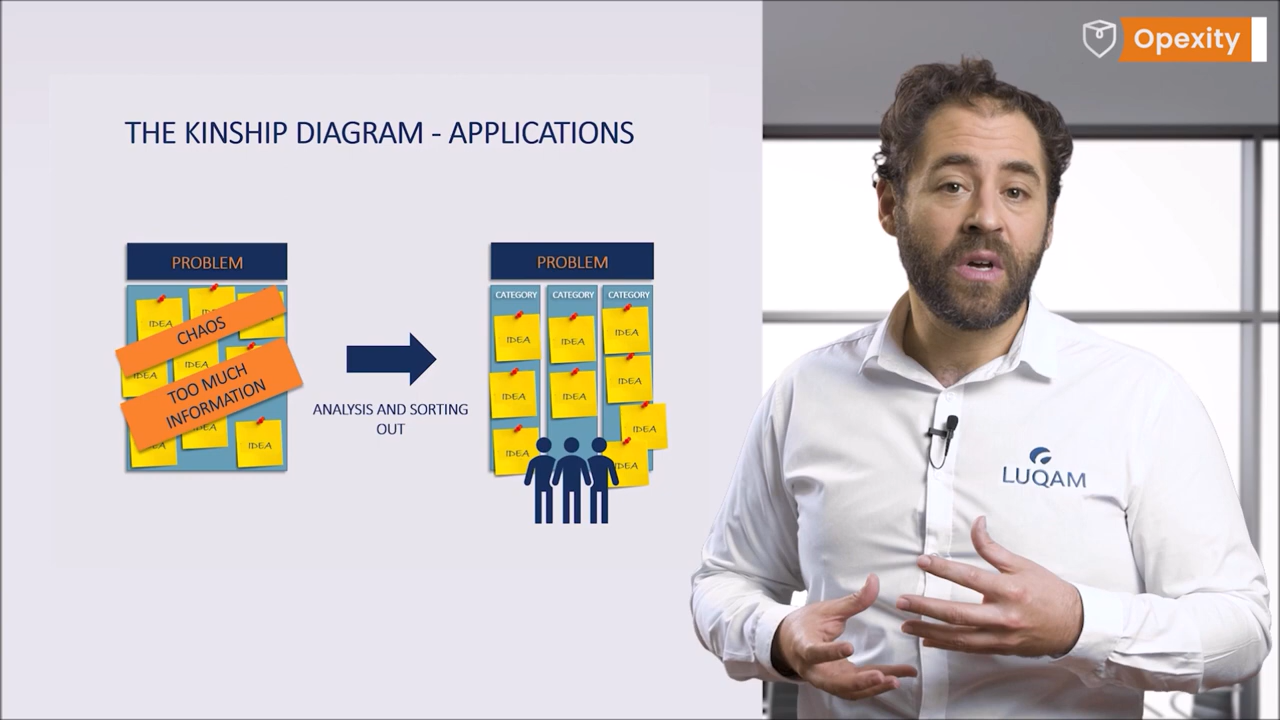 Opexity
THE KINSHIP DIAGRAM - APPLICATIONS
PROBLEM
IDEA
CHAOS
IDEA
IDEA
TOO MUCH
INFORMATION
IDEA
IDEA
IDEA
ANALYSIS AND SORTING
OUT
PROBLEM
CATEGORY
CATEGORY
CATEGORY
IDEA
IDEA
IDEA
IDEA
IDEA
IDEA
IDEA
IDEA
IDEA
LUQAM